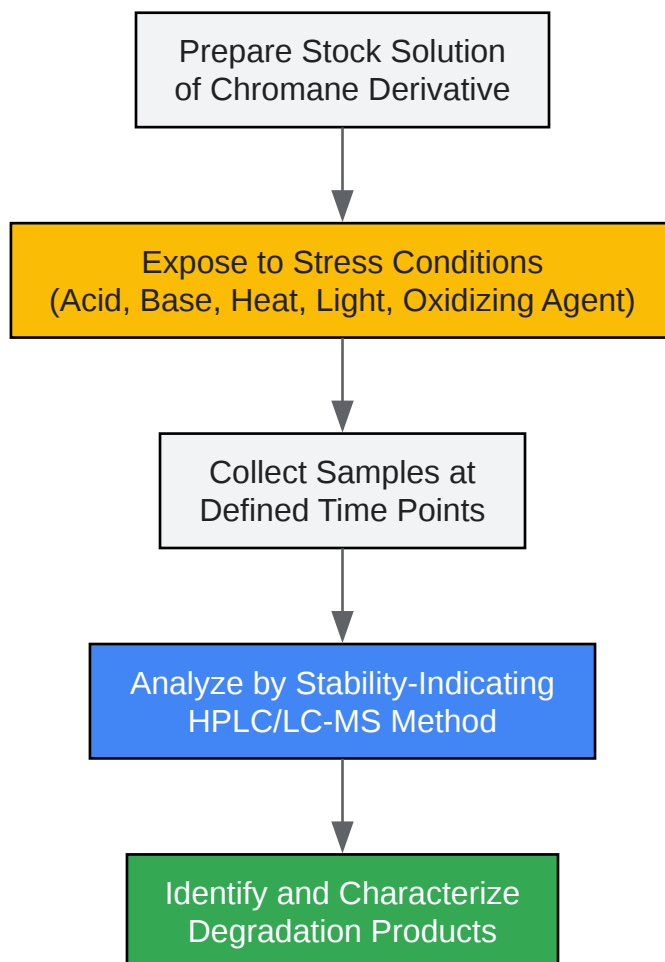 Prepare Stock Solution
of Chromane Derivative
Expose to Stress Conditions
(Acid, Base, Heat, Light, Oxidizing Agent)
Collect Samples at
Defined Time Points
Analyze by Stability-Indicating
HPLC/LC-MS Method
Identify and Characterize
Degradation Products